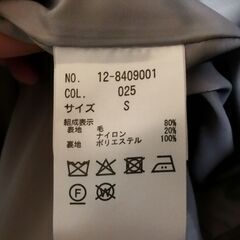 NO. 12-8409001
COL. 025
サイズ S
組成表示
表地 毛 80%
ナイロン 20%
裏地 ポリエステル 100%